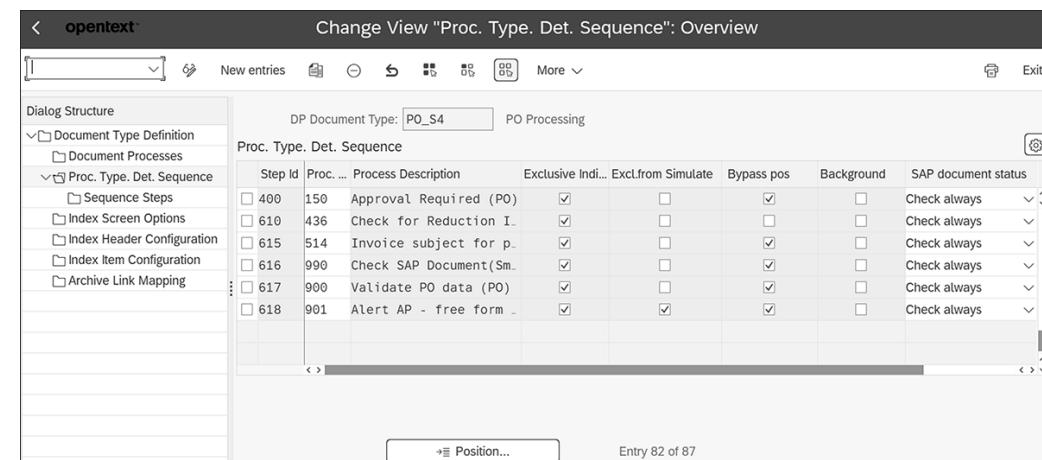 opentext™
Change View "Proc. Type. Det. Sequence": Overview
New entries
More
Exit
Dialog Structure
Document Type Definition
Document Processes
Proc. Type. Det. Sequence
Sequence Steps
Index Screen Options
Index Header Configuration
Index Item Configuration
Archive Link Mapping
DP Document Type: PO_S4 PO Processing
Proc. Type. Det. Sequence
Step Id Proc. ... Process Description Exclusive Indi... Excl.from Simulate Bypass pos Background SAP document status
400 150 Approval Required (PO) Check always
610 436 Check for Reduction I… Check always
615 514 Invoice subject for p… Check always
616 990 Check SAP Document(Sm… Check always
617 900 Validate PO data (PO) Check always
618 901 Alert AP - free form … Check always
Position... Entry 82 of 87